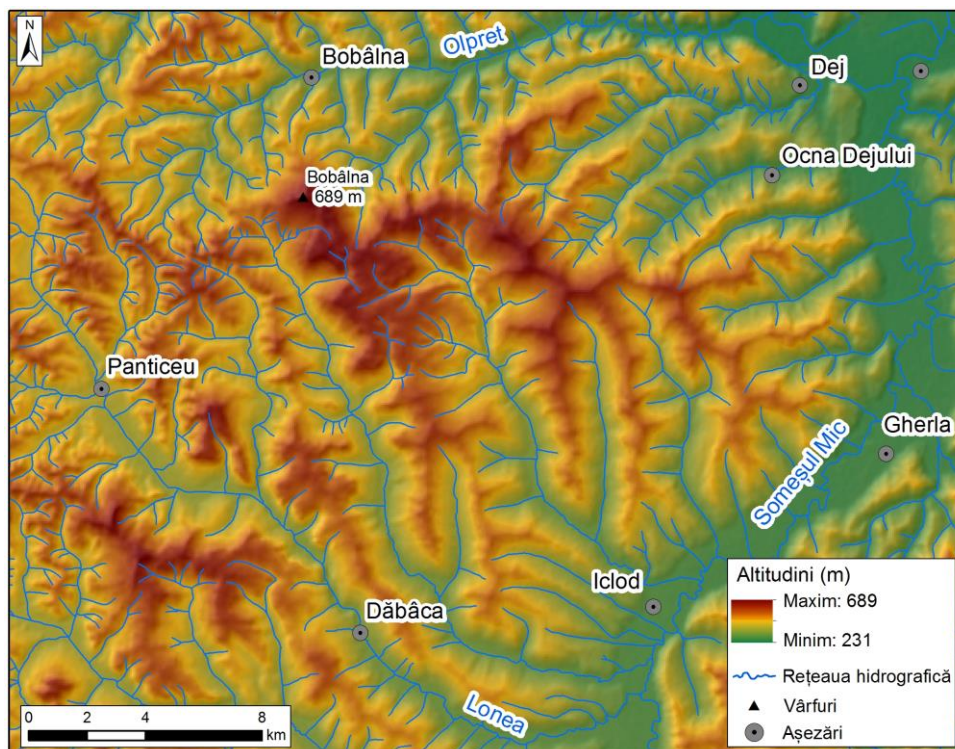 N
Olpret
Bobâlna
Dej
Ocna Dejului
Bobâlna
689 m
Panticeu
Gherla
Someșul Mic
Iclod
Dăbâca
Lonea
Altitudini (m)
Maxim: 689
Minim: 231
Rețeaua hidrografică
Vârfuri
Așezări
0 2 4 8
km